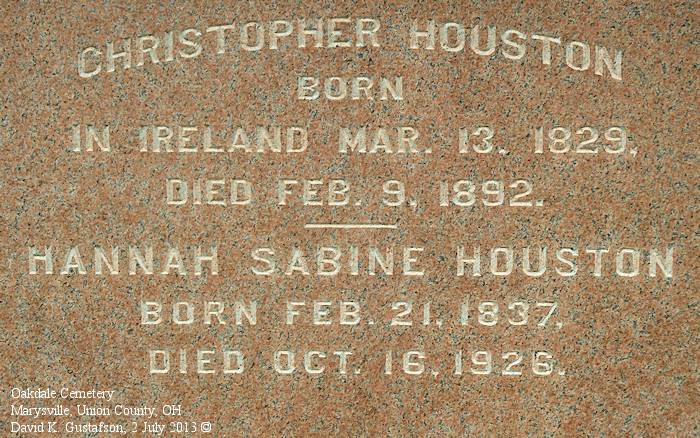 CHRISTOPHER HOUSTON
BORN
IN IRELAND MAR. 13, 1829,
DIED FEB. 9, 1892.
HANNAH SABINE HOUSTON
BORN FEB. 21, 1837,
DIED OCT. 16, 1926.
Oakdale Cemetery
Marysville, Union County, OH
David K. Gustafson, 2 July 2013 ©